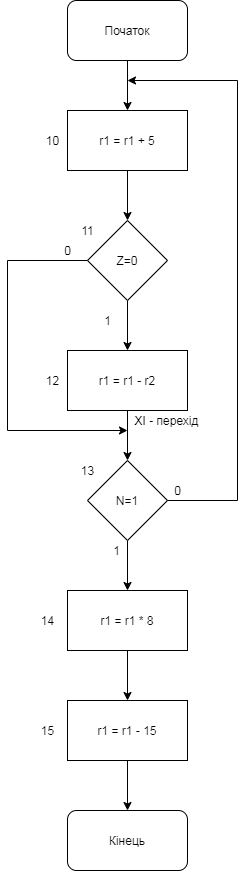 Початок
10
r1 = r1 + 5
11
0
Z=0
1
12
r1 = r1 - r2
XI - перехід
13
0
N=1
1
14
r1 = r1 * 8
15
r1 = r1 - 15
Кінець